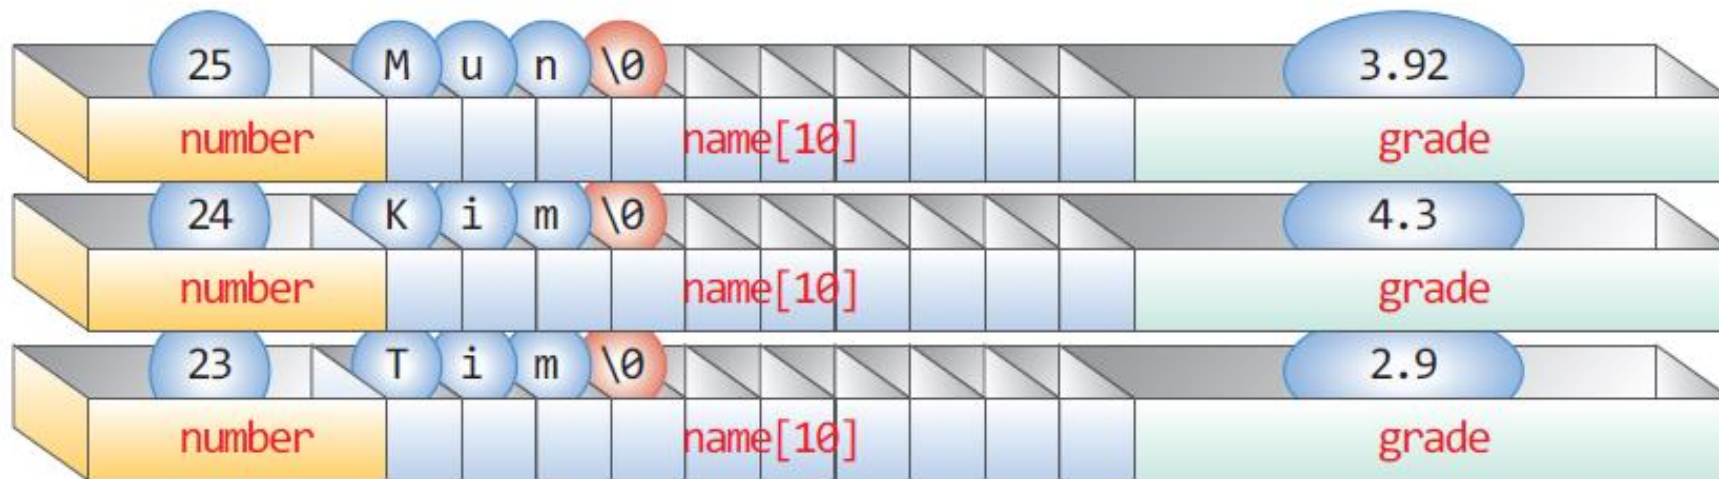 25 M u n \0 3.92
number name[10] grade
24 K i m \0 4.3
number name[10] grade
23 T i m \0 2.9
number name[10] grade